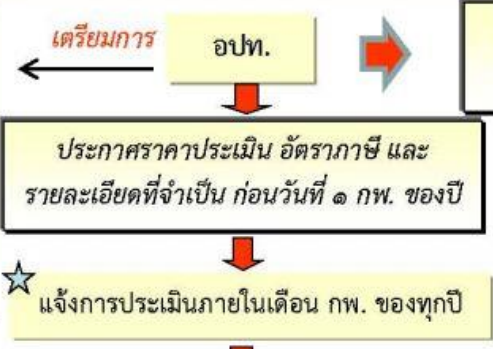 เตรียมการ
อปท.
ประกาศราคาประเมิน อัตราภาษี และ
รายละเอียดที่จำเป็น ก่อนวันที่ ๑ กพ. ของปี
แจ้งการประเมินภายในเดือน กพ. ของทุกปี